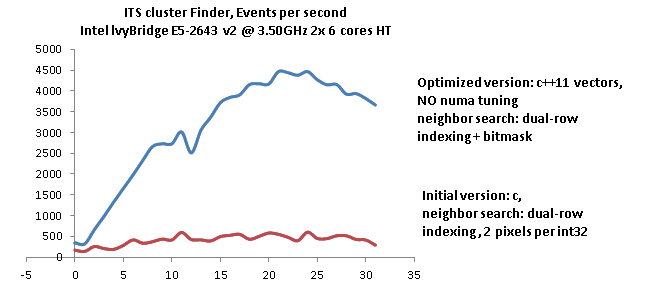 ITS cluster Finder, Events per second
Intel IvyBridge E5-2643 v2 @ 3.50GHz 2x 6 cores HT
5000
4500
4000
3500
3000
2500
2000
1500
1000
500
0
-5
0
5
10
15
20
25
30
35
Optimized version: c++11 vectors,
NO numa tuning
neighbor search: dual-row
indexing + bitmask
Initial version: c,
neighbor search: dual-row
indexing, 2 pixels per int32